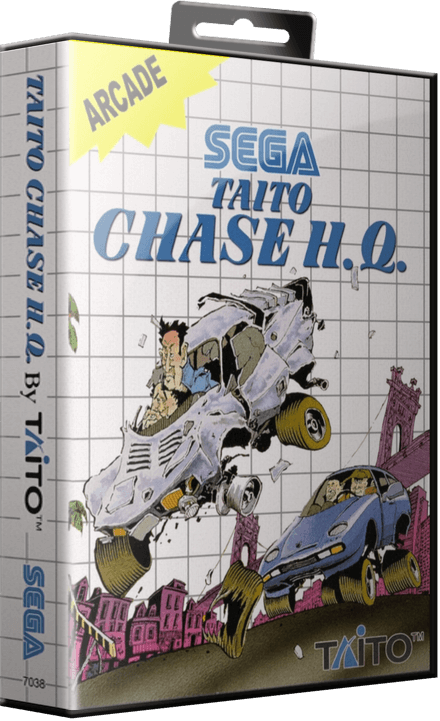 ARCADE
SEGA
TAITO
CHASE H.Q.
TAITO™
TAITO CHASE H.Q. By TAITO™
SEGA
7038